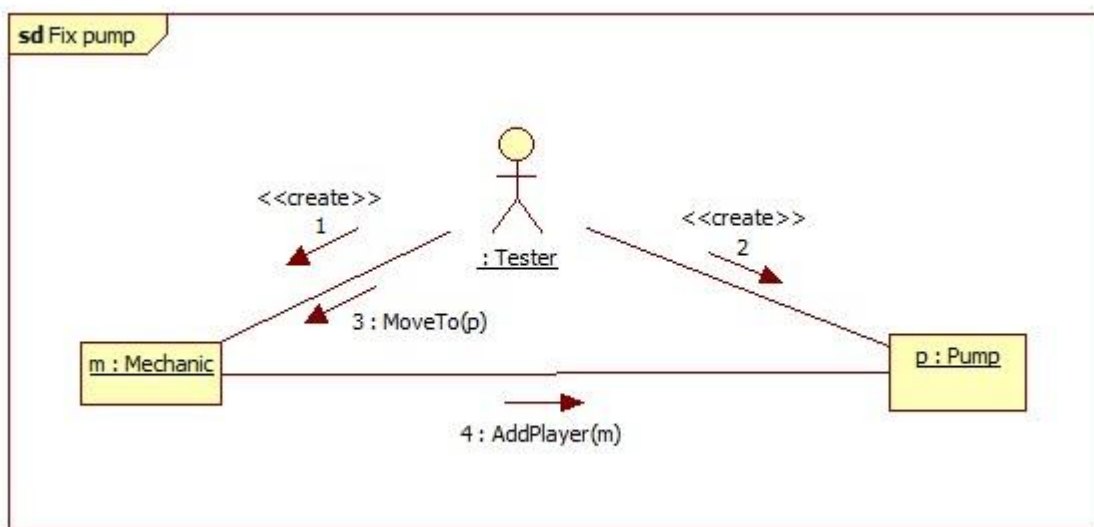 sd Fix pump
<<create>>
1
<<create>>
2
: Tester
3 : MoveTo(p)
m : Mechanic
p : Pump
4 : AddPlayer(m)